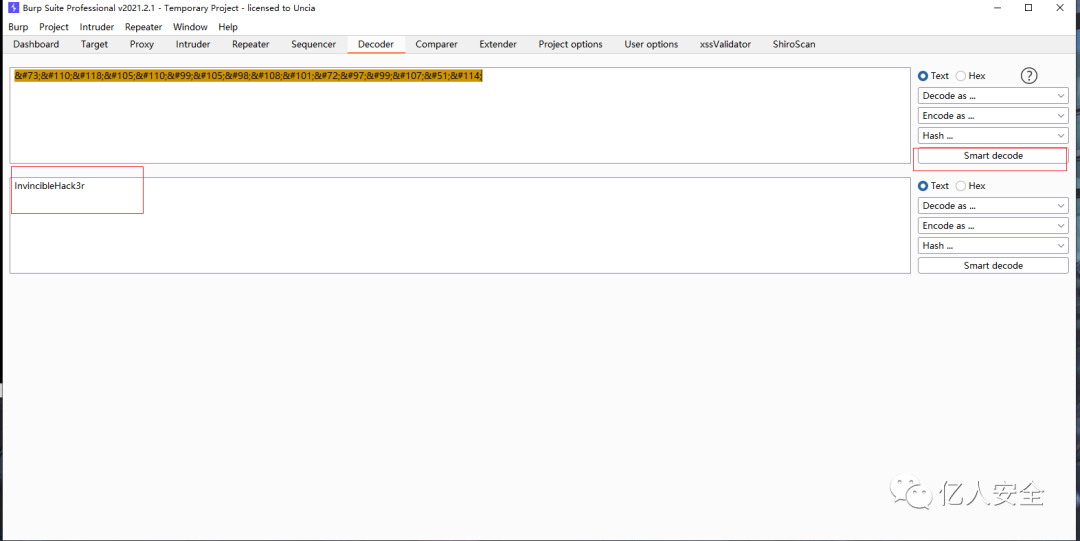 Burp Suite Professional v2021.2.1 - Temporary Project - licensed to Uncia
Burp Project Intruder Repeater Window Help
Dashboard Target Proxy Intruder Repeater Sequencer Decoder Comparer Extender Project options User options xssValidator ShiroScan
&#73;&#110;&#118;&#105;&#110;&#99;&#105;&#98;&#108;&#101;&#72;&#97;&#99;&#107;&#51;&#114;
Text Hex ?
Decode as ...
Encode as ...
Hash ...
Smart decode
InvincibleHack3r
Text Hex
Decode as ...
Encode as ...
Hash ...
Smart decode
亿人安全